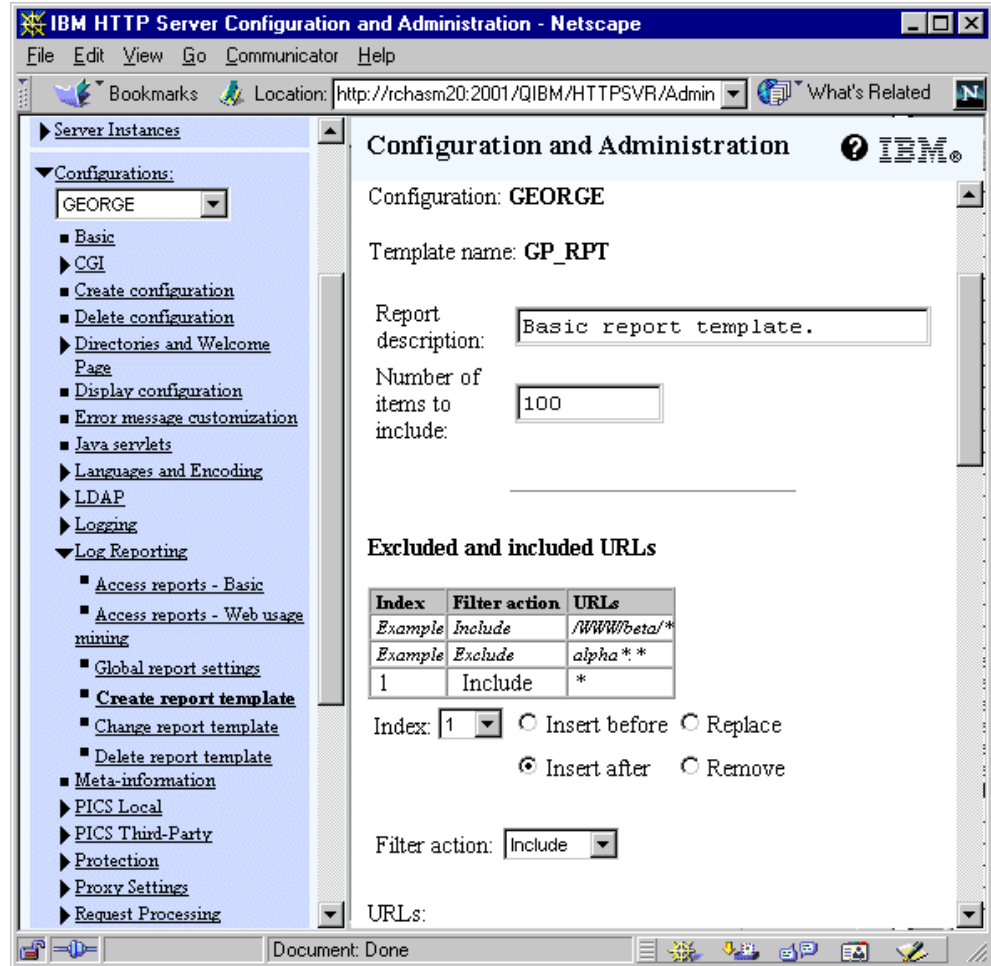 IBM HTTP Server Configuration and Administration - Netscape
File Edit View Go Communicator Help
Bookmarks Location: http://rchasm20:2001/QIBM/HTTPSVR/Admin What's Related N
Server Instances
Configurations:
GEORGE
Basic
CGI
Create configuration
Delete configuration
Directories and Welcome
Page
Display configuration
Error message customization
Java servlets
Languages and Encoding
LDAP
Logging
Log Reporting
Access reports - Basic
Access reports - Web usage
mining
Global report settings
Create report template
Change report template
Delete report template
Meta-information
PICS Local
PICS Third-Party
Protection
Proxy Settings
Request Processing
Configuration and Administration ? IBM®
Configuration: GEORGE
Template name: GP_RPT
Report
description:
Basic report template.
Number of
items to
include:
100
Excluded and included URLs
Index Filter action URLs
Example Include /WWW/beta/*
Example Exclude alpha*.*
1 Include *
Index: 1 Insert before Replace
Insert after Remove
Filter action: Include
URLs:
Document: Done